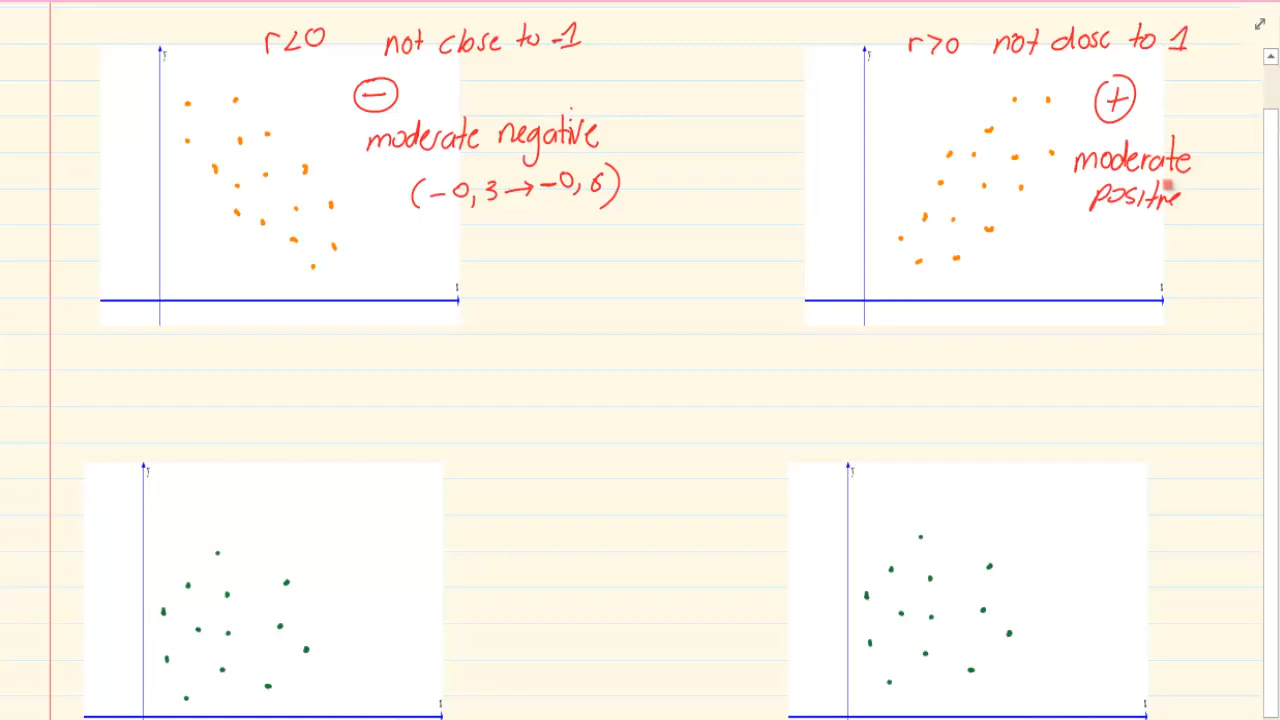 r<0 not close to -1
r>0 not close to 1
y
y
⊖
⊕
moderate negative
(-0,3→-0,6)
moderate
positive
x
x
y
y
x
x